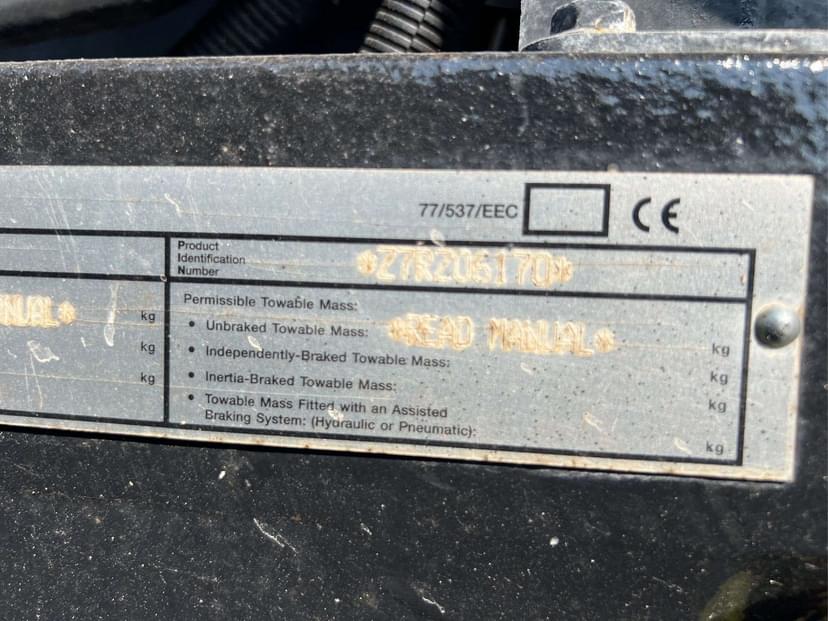 77/537/EEC CE
Product
Identification
Number
*Z7RZ06170*
Permissible Towable Mass:
ANUAL* kg
• Unbraked Towable Mass: *READ MANUAL* kg
kg
• Independently-Braked Towable Mass: kg
kg
• Inertia-Braked Towable Mass: kg
• Towable Mass Fitted with an Assisted
Braking System: (Hydraulic or Pneumatic): kg